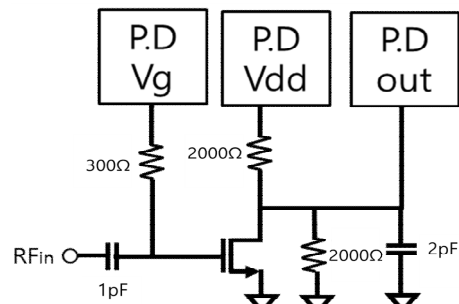 P.D
Vg
P.D
Vdd
P.D
out
300Ω
2000Ω
RFin
1pF
2000Ω
2pF